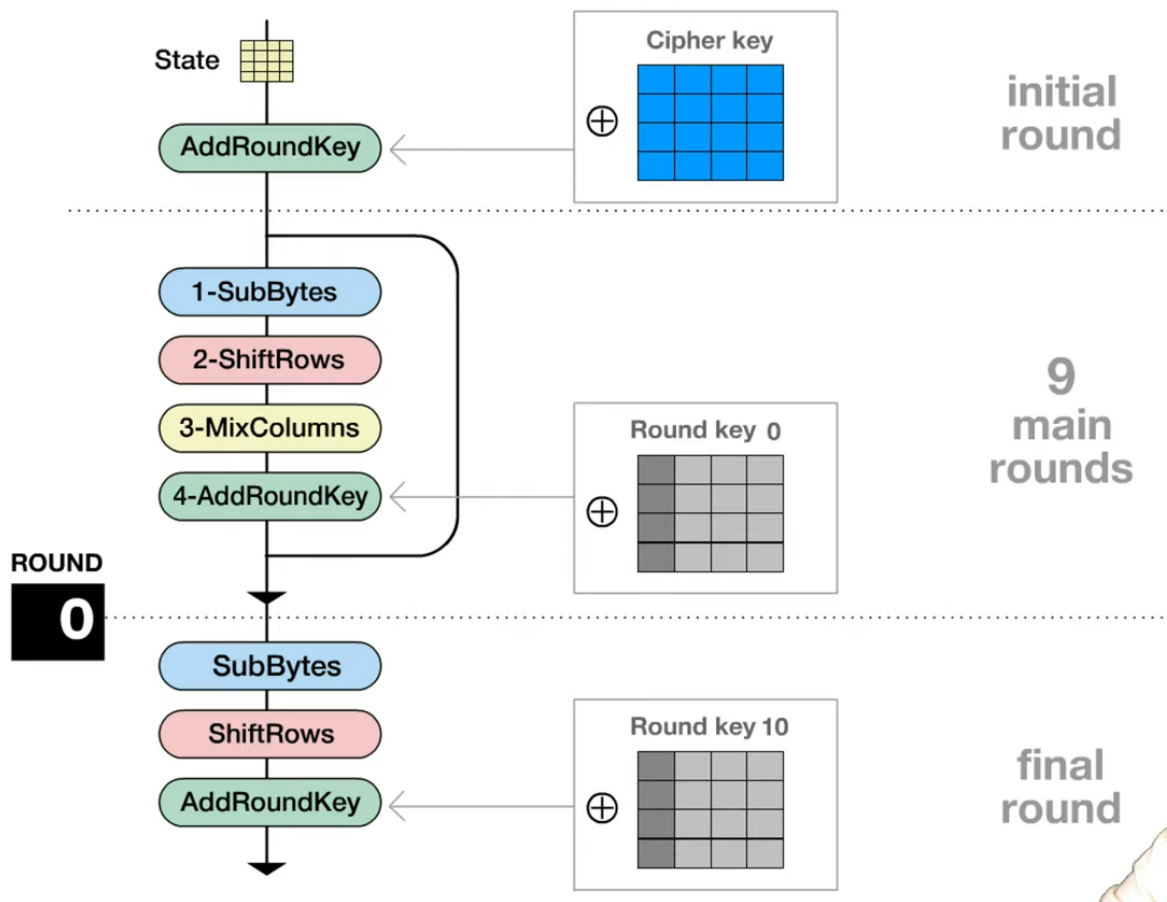 State
Cipher key
⊕
AddRoundKey
initial
round
1-SubBytes
2-ShiftRows
3-MixColumns
4-AddRoundKey
Round key 0
⊕
9
main
rounds
ROUND
0
SubBytes
ShiftRows
AddRoundKey
Round key 10
⊕
final
round